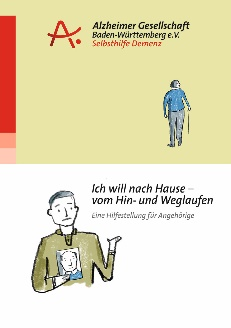 Alzheimer Gesellschaft
Baden-Württemberg e.V.
Selbsthilfe Demenz
Ich will nach Hause –
vom Hin- und Weglaufen
Eine Hilfestellung für Angehörige